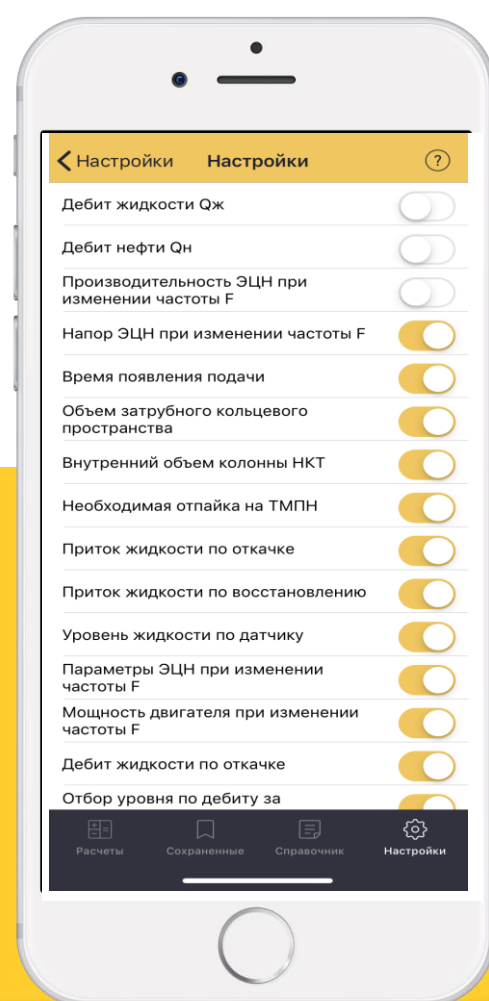 Настройки Настройки ?
Дебит жидкости Qж
Дебит нефти Qн
Производительность ЭЦН при
изменении частоты F
Напор ЭЦН при изменении частоты F
Время появления подачи
Объем затрубного кольцевого
пространства
Внутренний объем колонны НКТ
Необходимая отпайка на ТМПН
Приток жидкости по откачке
Приток жидкости по восстановлению
Уровень жидкости по датчику
Параметры ЭЦН при изменении
частоты F
Мощность двигателя при изменении
частоты F
Дебит жидкости по откачке
Отбор уровня по дебиту за
Расчеты Сохраненные Справочник Настройки